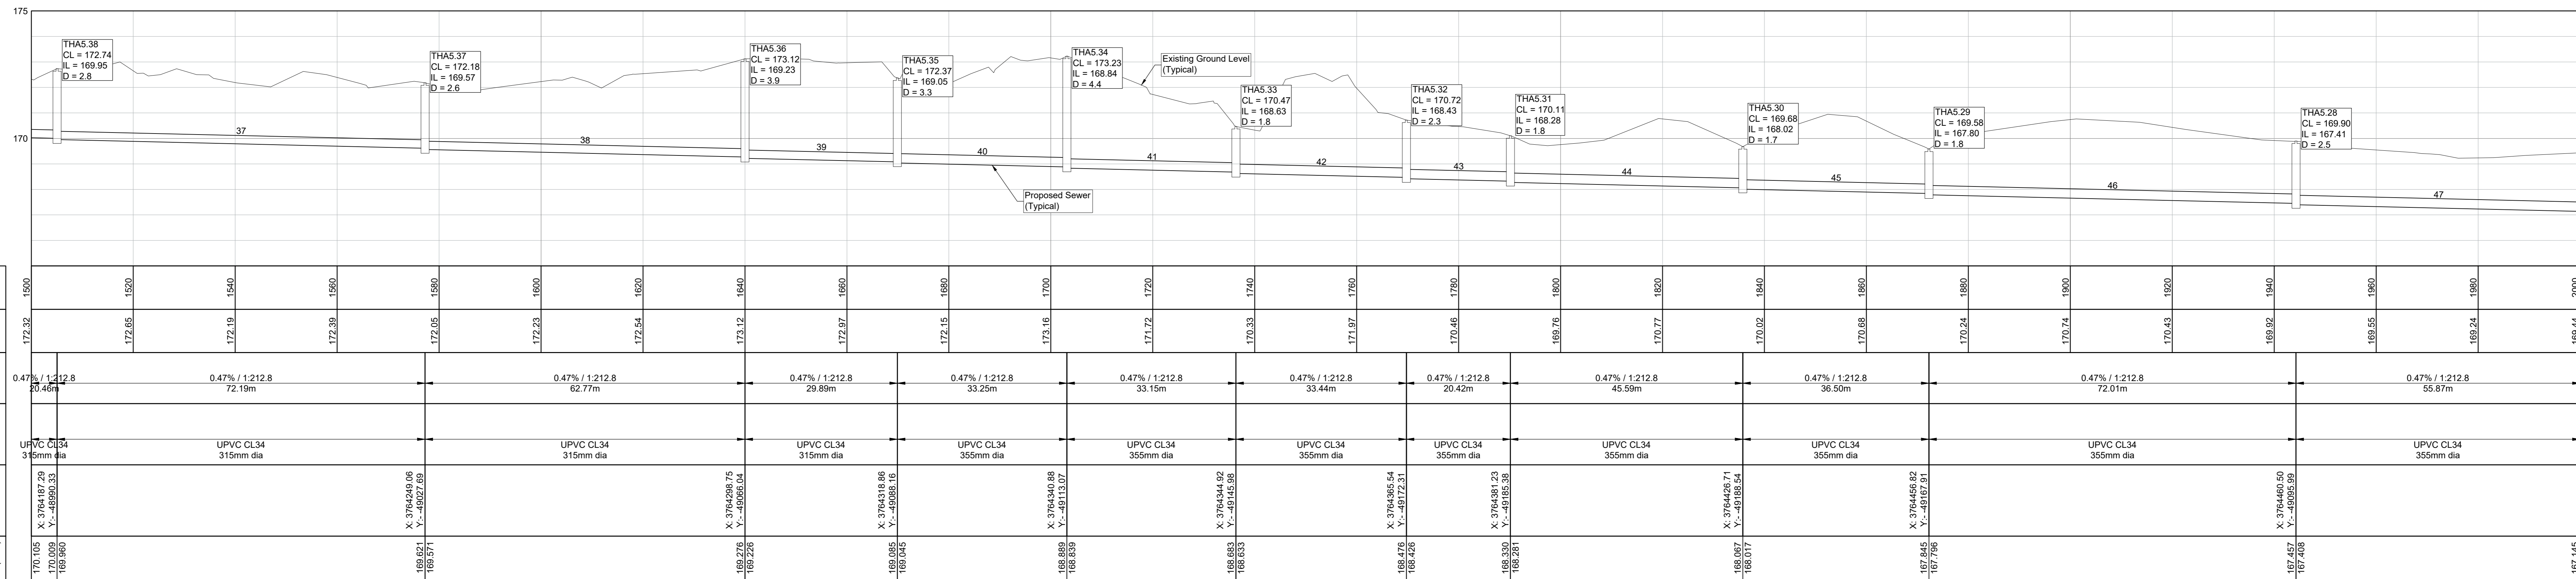 175
170
THA5.38
CL = 172.74
IL = 169.95
D = 2.8
THA5.37
CL = 172.18
IL = 169.57
D = 2.6
THA5.36
CL = 173.12
IL = 169.23
D = 3.9
THA5.35
CL = 172.37
IL = 169.05
D = 3.3
THA5.34
CL = 173.23
IL = 168.84
D = 4.4
Existing Ground Level
(Typical)
THA5.33
CL = 170.47
IL = 168.63
D = 1.8
THA5.32
CL = 170.72
IL = 168.43
D = 2.3
THA5.31
CL = 170.11
IL = 168.28
D = 1.8
THA5.30
CL = 169.68
IL = 168.02
D = 1.7
THA5.29
CL = 169.58
IL = 167.80
D = 1.8
THA5.28
CL = 169.90
IL = 167.41
D = 2.5
37 38 39 40 41 42 43 44 45 46 47
Proposed Sewer
(Typical)
1500 1520 1540 1560 1580 1600 1620 1640 1660 1680 1700 1720 1740 1760 1780 1800 1820 1840 1860 1880 1900 1920 1940 1960 1980 2000
172.32 172.65 172.19 172.39 172.05 172.23 172.54 173.12 172.97 172.15 173.16 171.72 170.33 171.97 170.46 169.76 170.77 170.02 170.68 170.24 170.74 170.43 169.92 169.55 169.24 169.44
0.47% / 1:212.8 0.47% / 1:212.8 0.47% / 1:212.8 0.47% / 1:212.8 0.47% / 1:212.8 0.47% / 1:212.8 0.47% / 1:212.8 0.47% / 1:212.8 0.47% / 1:212.8 0.47% / 1:212.8 0.47% / 1:212.8 0.47% / 1:212.8
20.46m 72.19m 62.77m 29.89m 33.25m 33.15m 33.44m 20.42m 45.59m 36.50m 72.01m 55.87m
UPVC CL34 UPVC CL34 UPVC CL34 UPVC CL34 UPVC CL34 UPVC CL34 UPVC CL34 UPVC CL34 UPVC CL34 UPVC CL34 UPVC CL34 UPVC CL34
315mm dia 315mm dia 315mm dia 315mm dia 355mm dia 355mm dia 355mm dia 355mm dia 355mm dia 355mm dia 355mm dia 355mm dia
X: 3764187.29
Y:- -48990.33
X: 3764249.06
Y:- -49027.69
X: 3764298.75
Y:- -49066.04
X: 3764318.86
Y:- -49088.16
X: 3764340.88
Y:- -49113.07
X: 3764344.92
Y:- -49145.98
X: 3764365.54
Y:- -49172.31
X: 3764381.23
Y:- -49185.38
X: 3764426.71
Y:- -49188.54
X: 3764456.82
Y:- -49167.91
X: 3764460.50
Y:- -49095.99
170.105
170.009
169.960
169.621
169.571
169.276
169.226
169.085
169.045
168.889
168.839
168.683
168.633
168.476
168.426
168.330
168.281
168.067
168.017
167.845
167.796
167.457
167.408
167.145